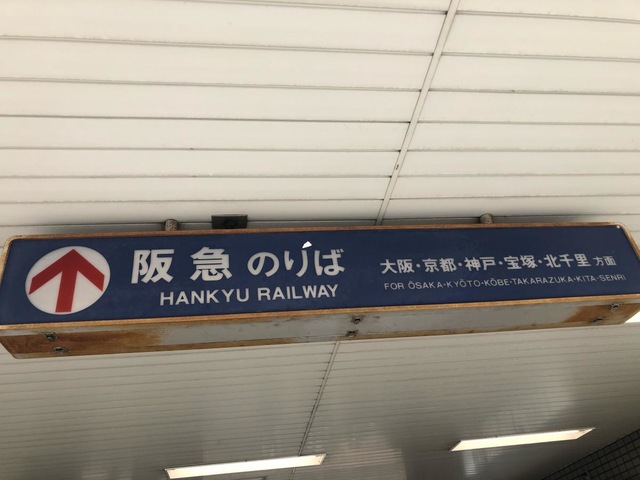 阪急 のりば
HANKYU RAILWAY
大阪・京都・神戸・宝塚・北千里 方面
FOR ŌSAKA・KYŌTO・KŌBE・TAKARAZUKA・KITA-SENRI